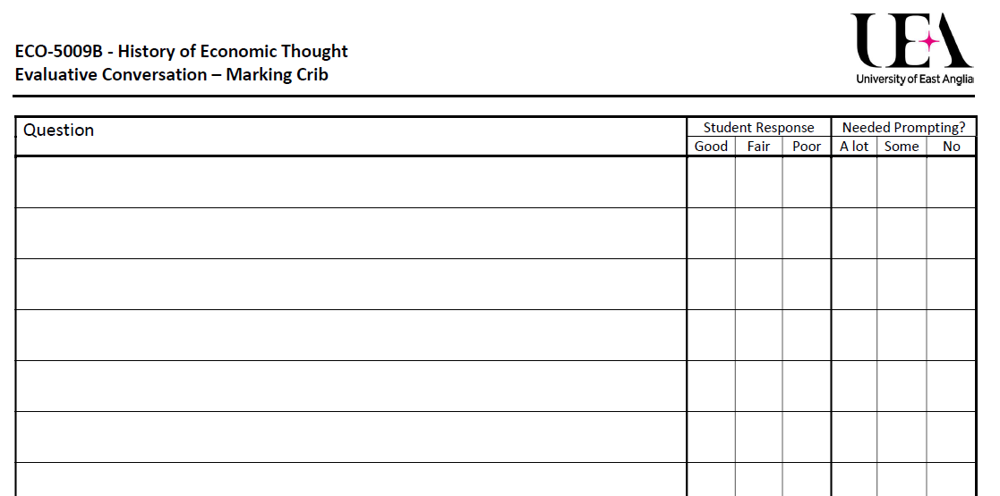 UEA
University of East Anglia
ECO-5009B - History of Economic Thought
Evaluative Conversation – Marking Crib
Question
Student Response
Needed Prompting?
Good Fair Poor A lot Some No